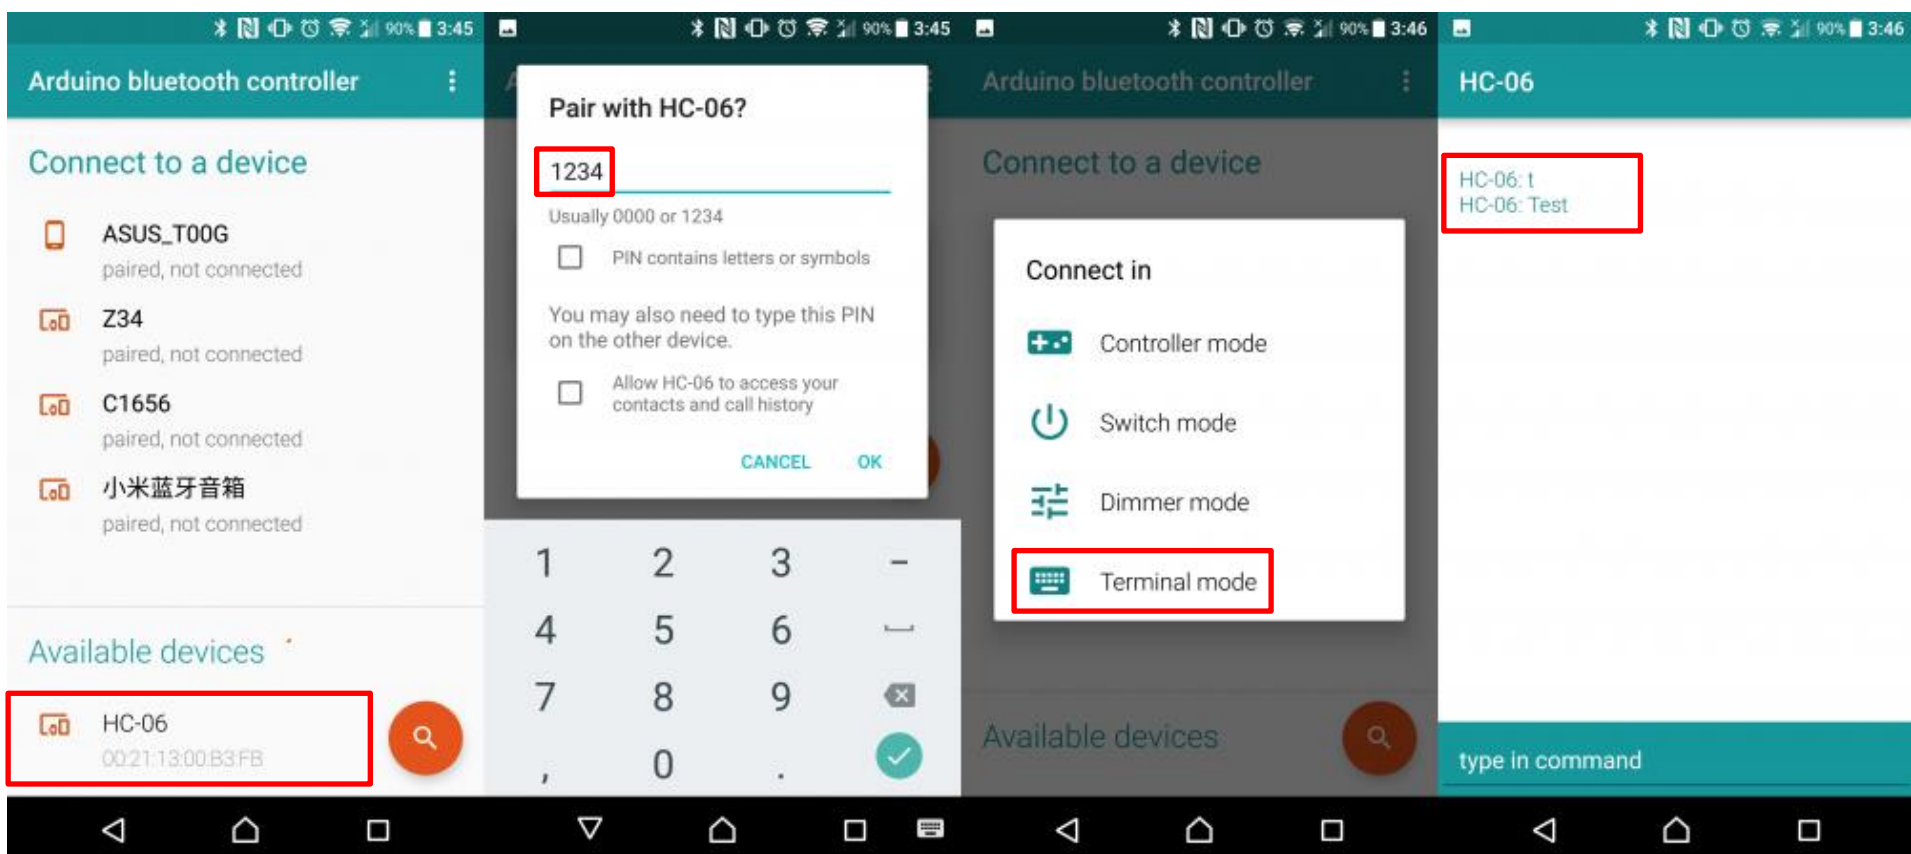 90% 3:45
Arduino bluetooth controller
Connect to a device
ASUS_T00G
paired, not connected
Z34
paired, not connected
C1656
paired, not connected
小米蓝牙音箱
paired, not connected
Available devices
HC-06
00:21:13:00:B3:FB
90% 3:45
A
Pair with HC-06?
1234
Usually 0000 or 1234
PIN contains letters or symbols
You may also need to type this PIN
on the other device.
Allow HC-06 to access your
contacts and call history
CANCEL OK
1 2 3 –
4 5 6
7 8 9
, 0 .
90% 3:46
Arduino bluetooth controller
Connect to a device
Connect in
Controller mode
Switch mode
Dimmer mode
Terminal mode
Available devices
90% 3:46
HC-06
HC-06: t
HC-06: Test
type in command